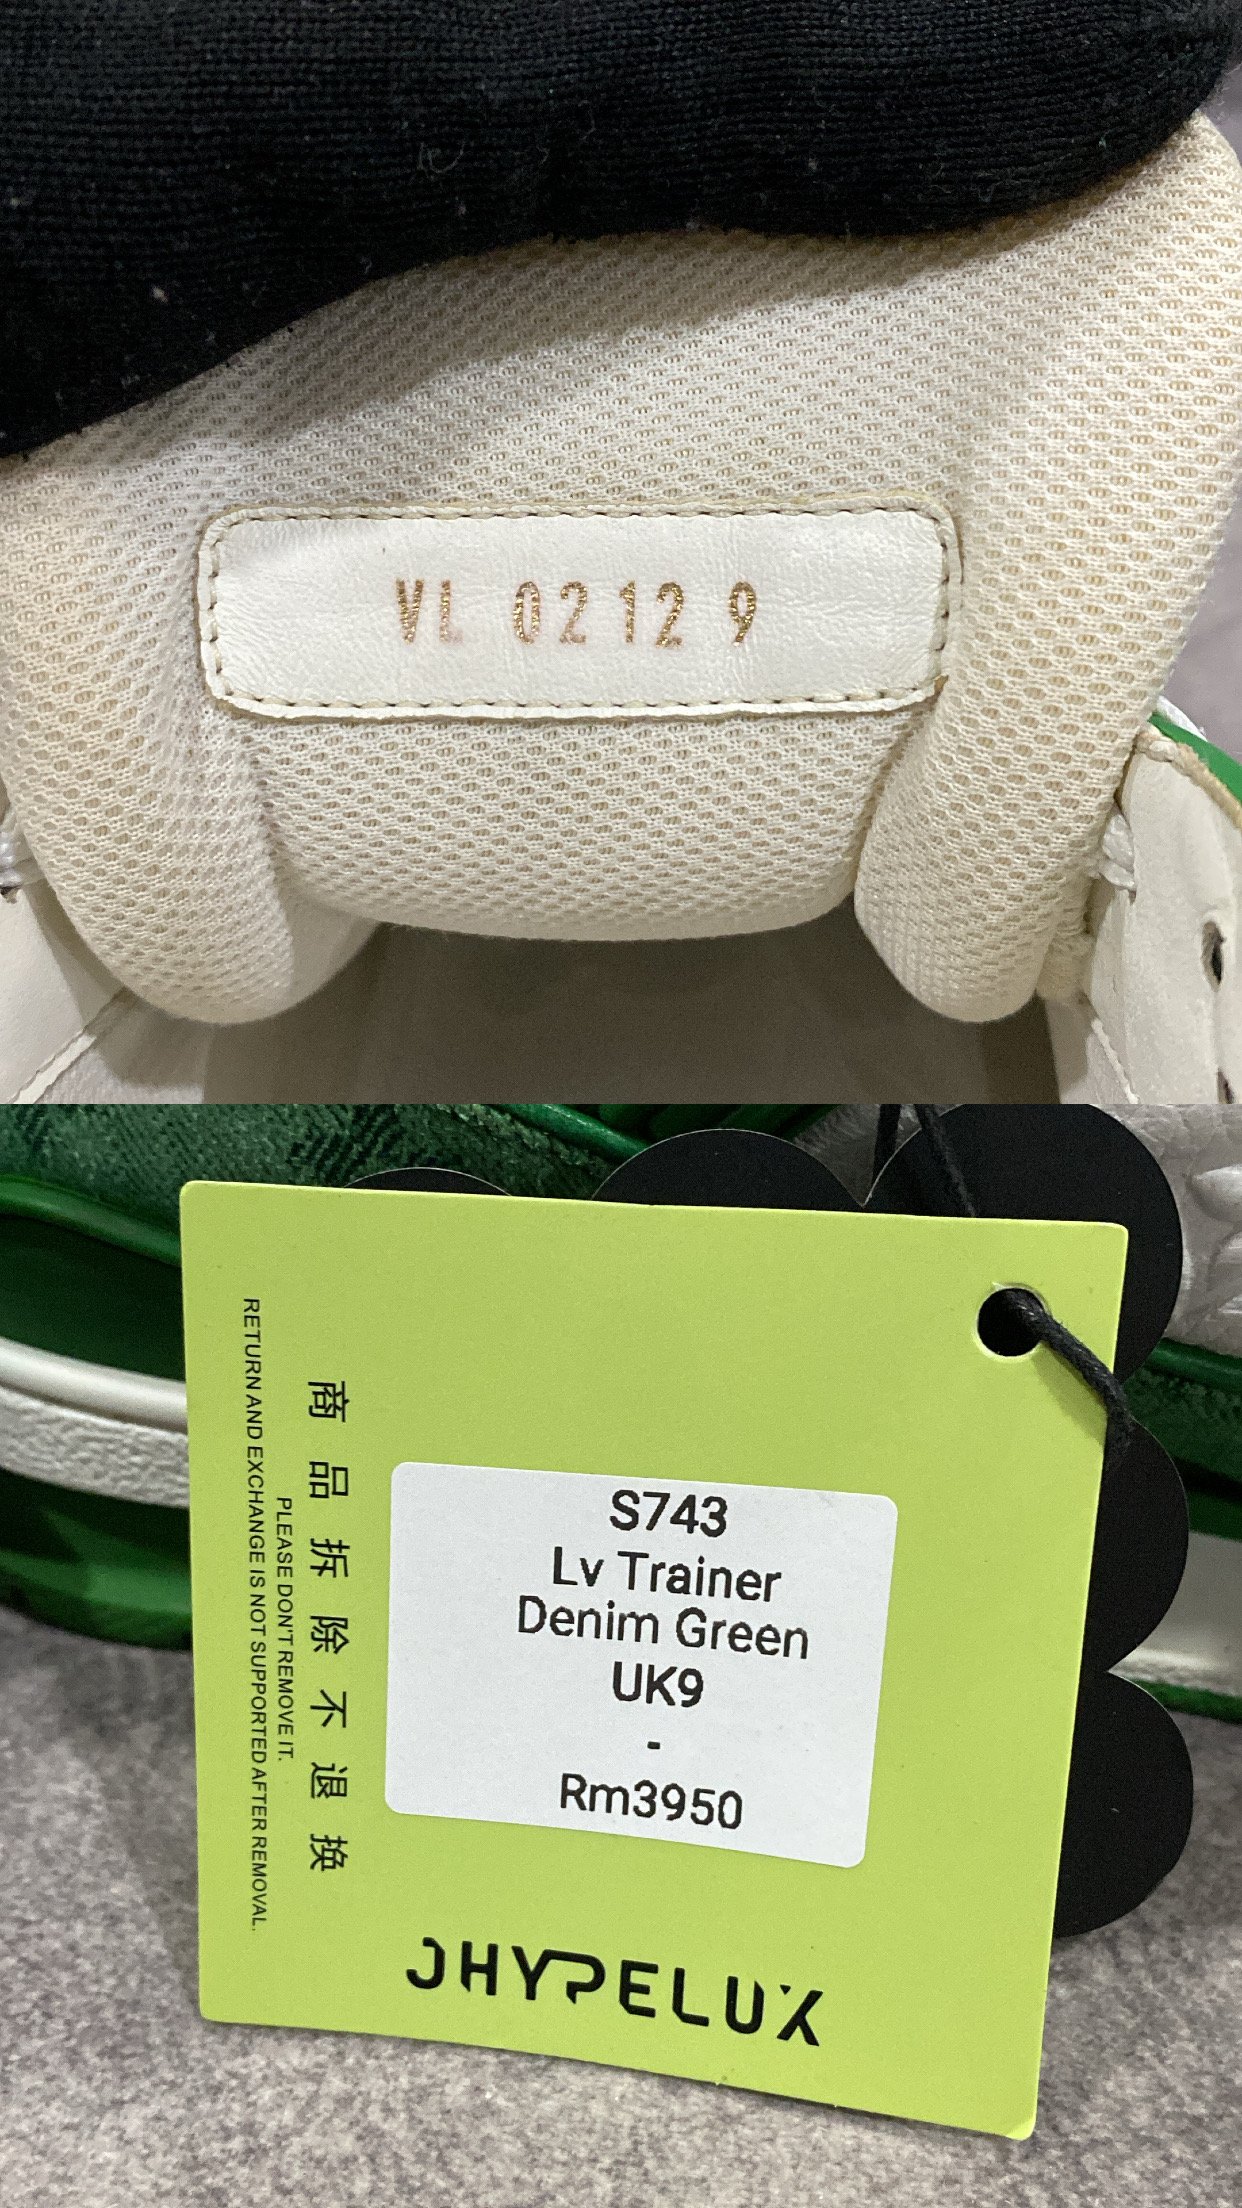 VL 0212 9
S743
Lv Trainer
Denim Green
UK9
-
Rm3950
商品拆除不退换
PLEASE DON'T REMOVE IT.
RETURN AND EXCHANGE IS NOT SUPPORTED AFTER REMOVAL.
JHYPELUX